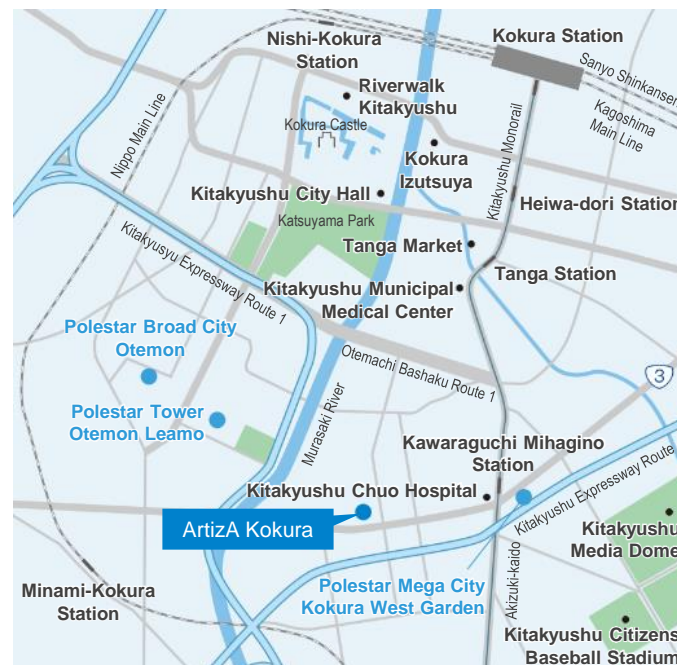 Nishi-Kokura
Station
Kokura Station
Sanyo Shinkansen
Kagoshima
Main Line
Riverwalk
Kitakyushu
Kokura Castle
Nippo Main Line
Kokura
Izutsuya
Kitakyushu Monorail
Kitakyushu City Hall
Heiwa-dori Station
Katsuyama Park
Tanga Market
Tanga Station
Kitakyusyu Expressway Route 1
Kitakyushu Municipal
Medical Center
Polestar Broad City
Otemon
Otemachi Bashaku Route 1
3
Polestar Tower
Otemon Leamo
Murasaki River
Kawaraguchi Mihagino
Station
Kitakyushu Chuo Hospital
Kitakyushu Expressway Route
ArtizA Kokura
Kitakyushu
Media Dome
Akizuki-kaido
Polestar Mega City
Kokura West Garden
Minami-Kokura
Station
Kitakyushu Citizens
Baseball Stadium